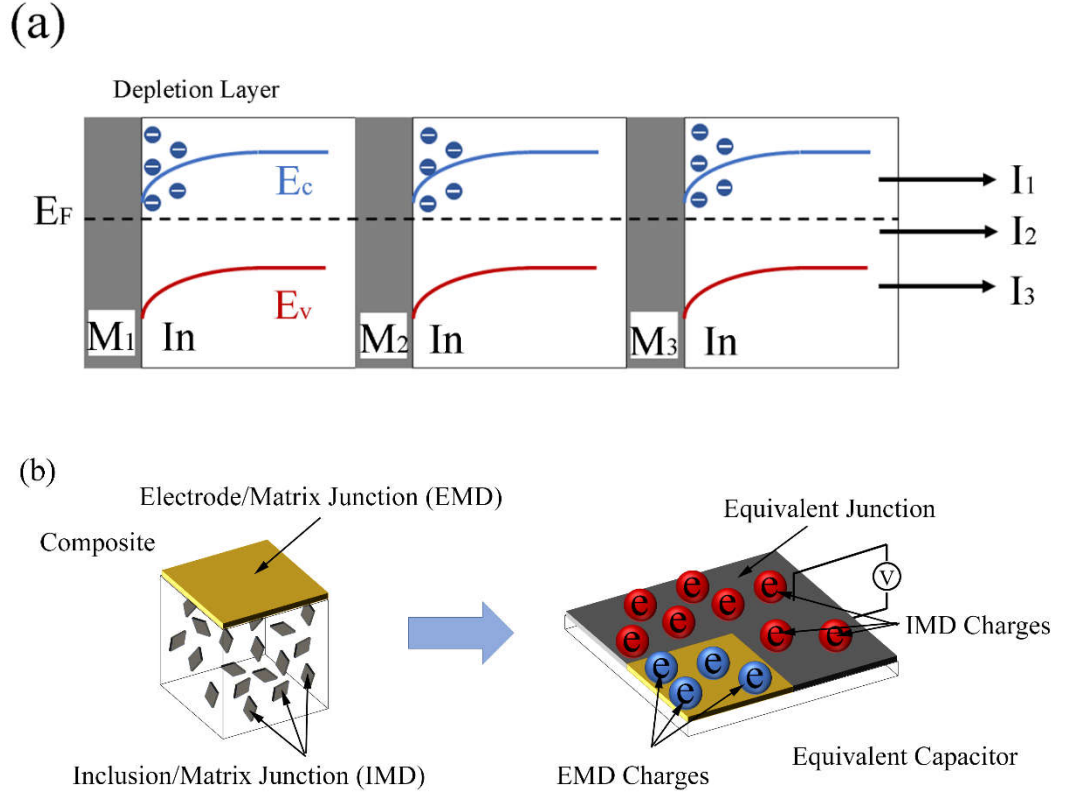 (a)
Depletion Layer
Ec
I1
EF
I2
Ev
I3
M1 In M2 In M3 In
(b)
Electrode/Matrix Junction (EMD)
Composite
Equivalent Junction
V
e e e e e e e e
IMD Charges
e e e e
Inclusion/Matrix Junction (IMD)
EMD Charges
Equivalent Capacitor